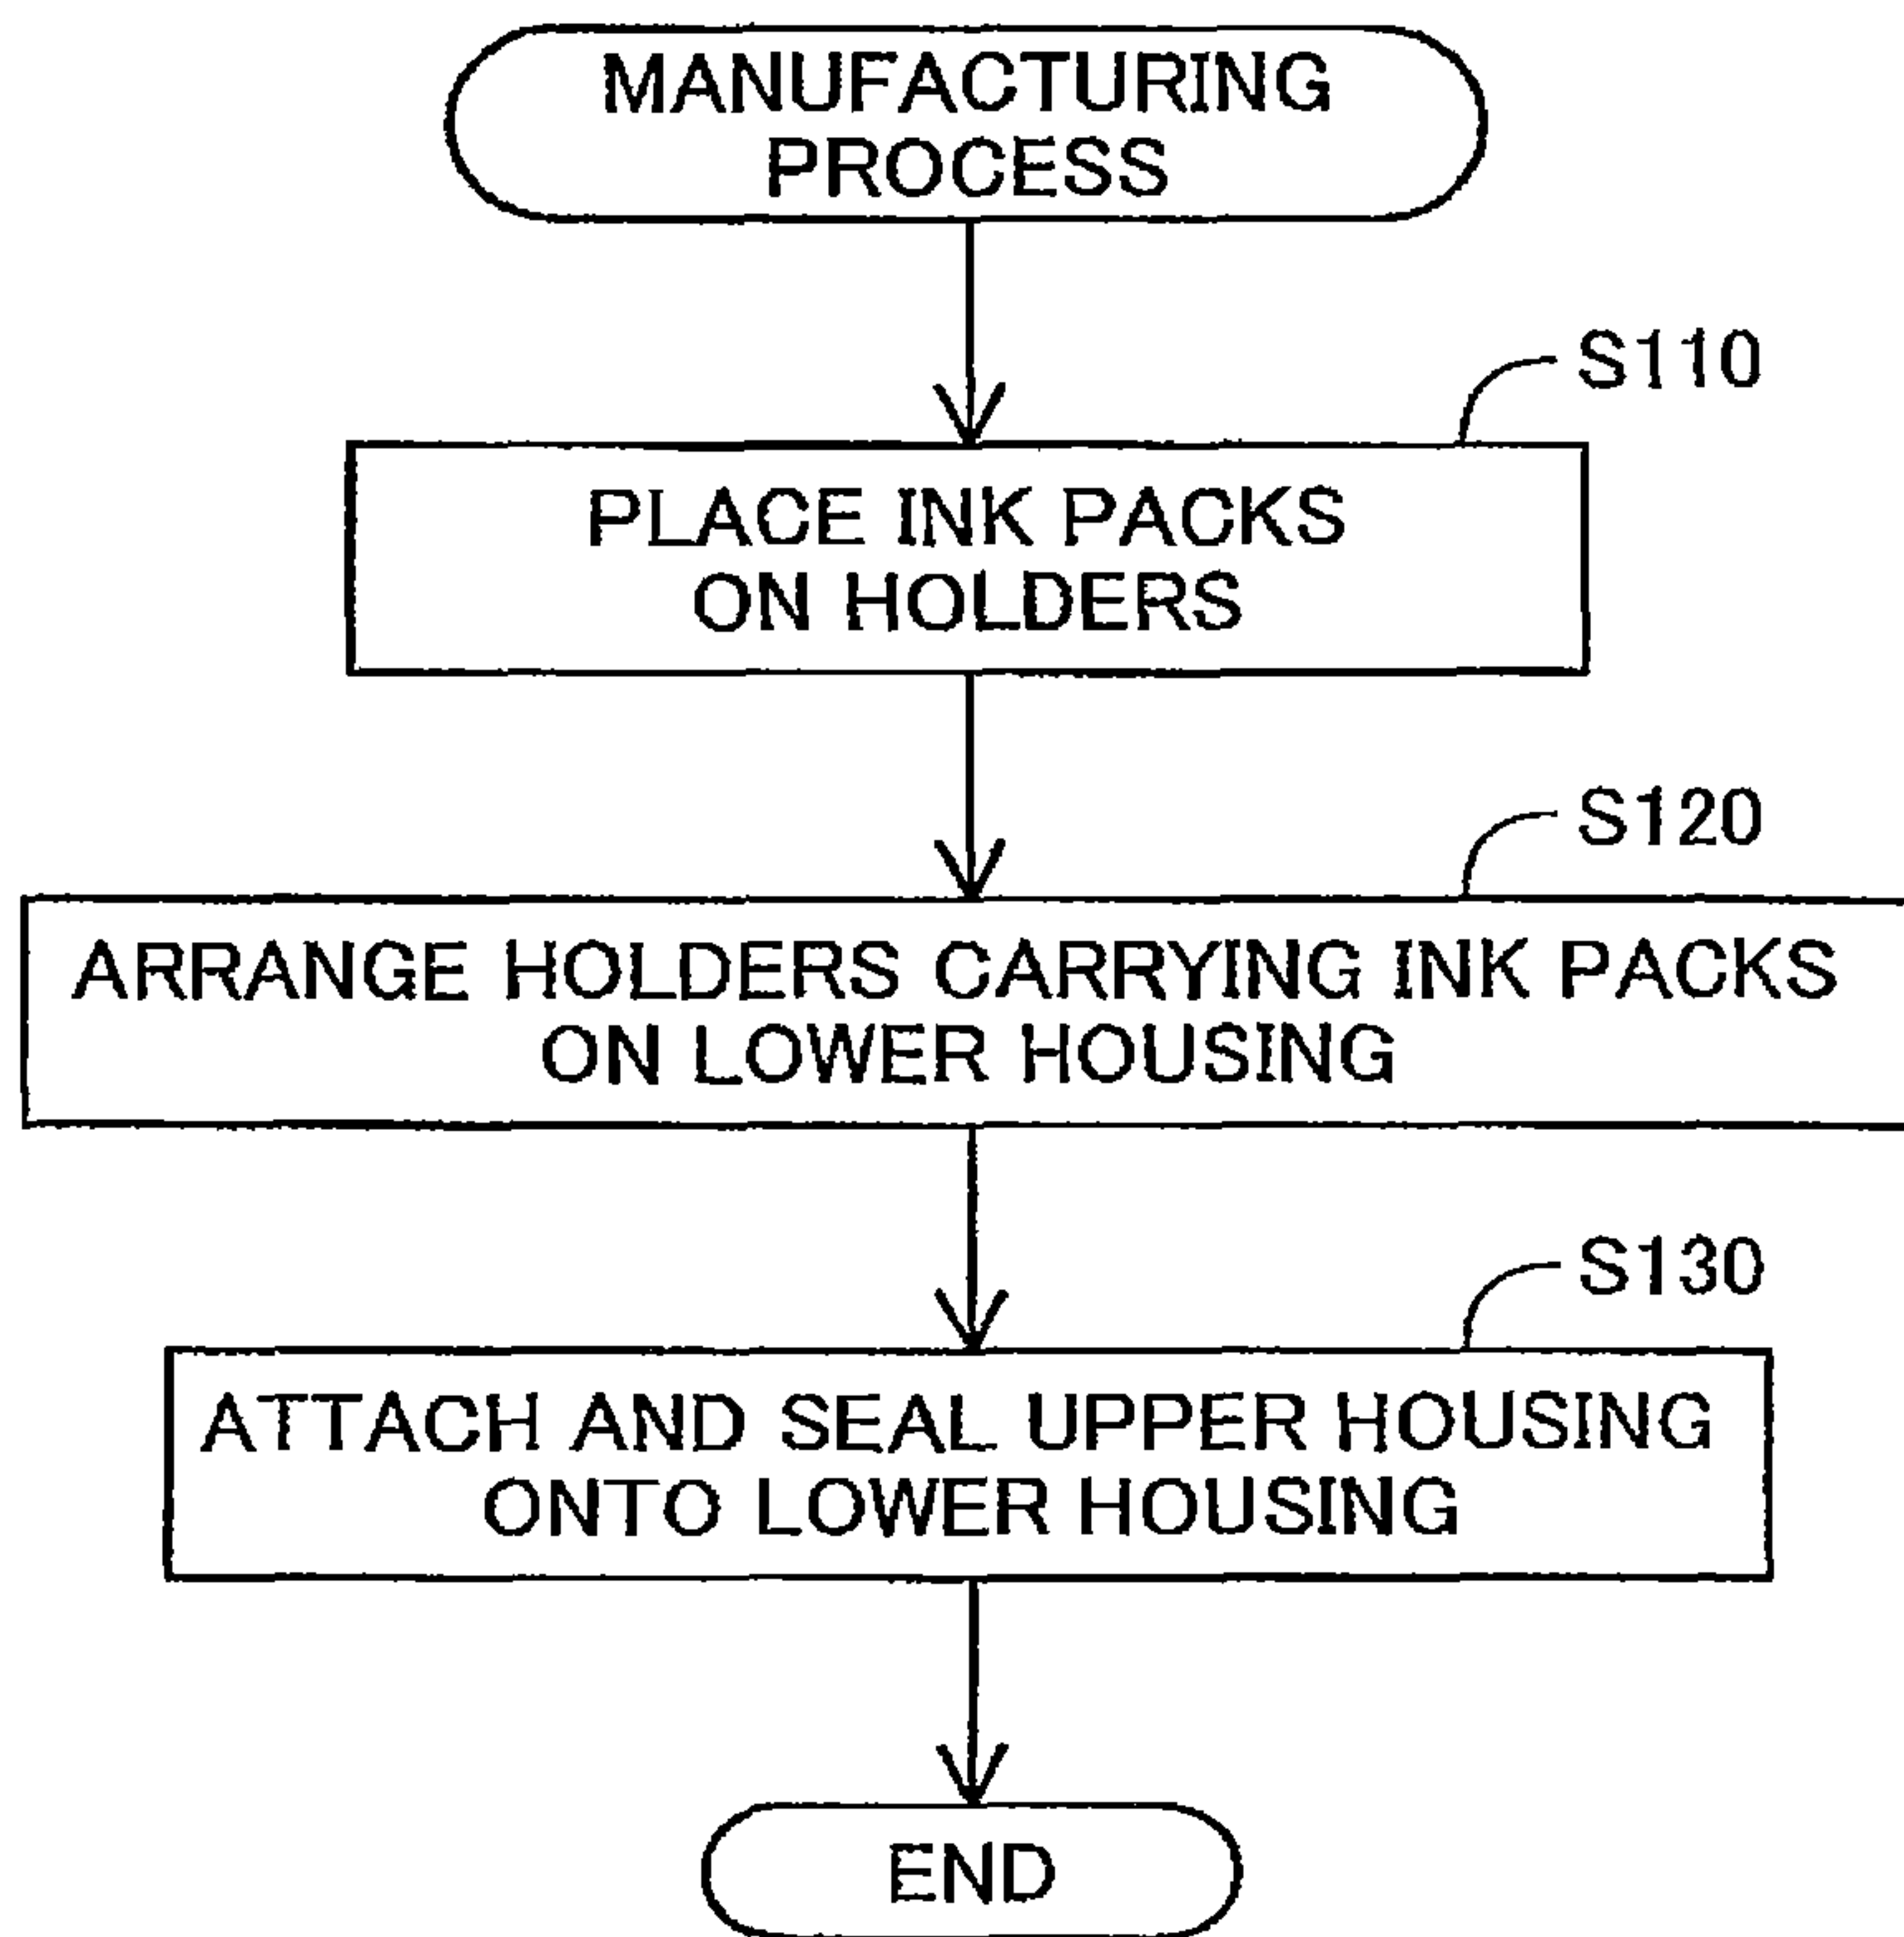 MANUFACTURING
PROCESS
S110
PLACE INK PACKS
ON HOLDERS
S120
ARRANGE HOLDERS CARRYING INK PACKS
ON LOWER HOUSING
S130
ATTACH AND SEAL UPPER HOUSING
ONTO LOWER HOUSING
END